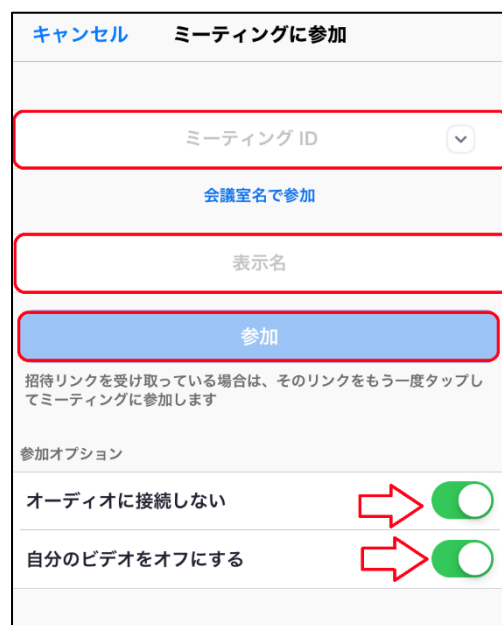 キャンセル ミーティングに参加
ミーティング ID
会議室名で参加
表示名
参加
招待リンクを受け取っている場合は、そのリンクをもう一度タップし
てミーティングに参加します
参加オプション
オーディオに接続しない
自分のビデオをオフにする